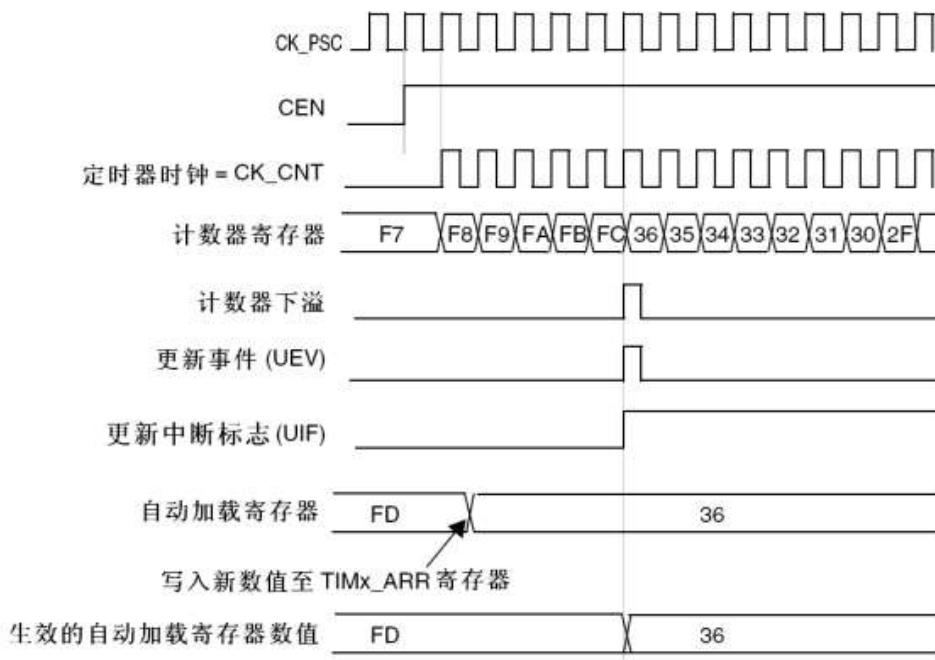 CK_PSC
CEN
定时器时钟 = CK_CNT
计数器寄存器 F7 F8 F9 FA FB FC 36 35 34 33 32 31 30 2F
计数器下溢
更新事件 (UEV)
更新中断标志 (UIF)
自动加载寄存器 FD 36
写入新数值至 TIMx_ARR 寄存器
生效的自动加载寄存器数值 FD 36